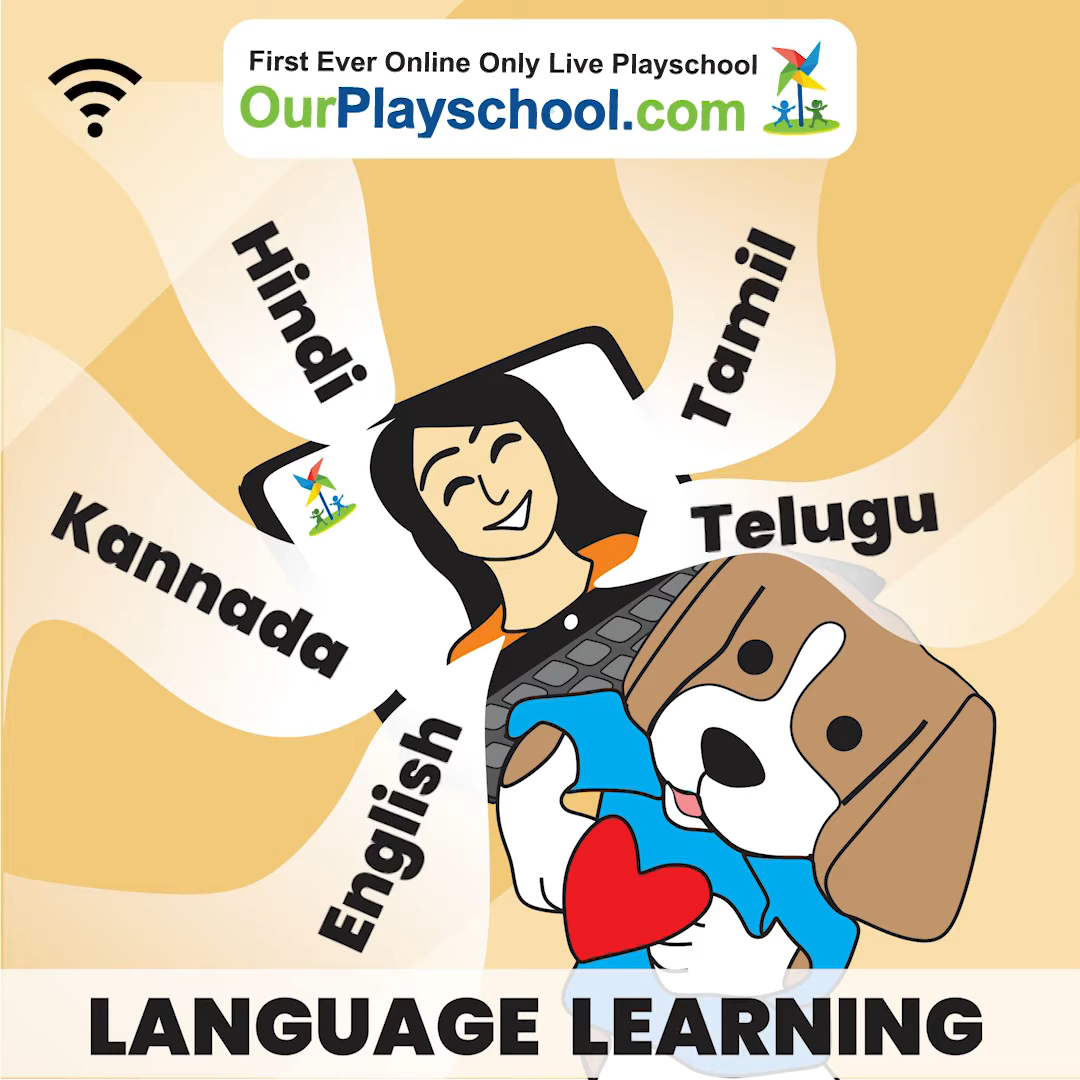 First Ever Online Only Live Playschool
OurPlayschool.com
Hindi
Tamil
Kannada
Telugu
English
LANGUAGE LEARNING